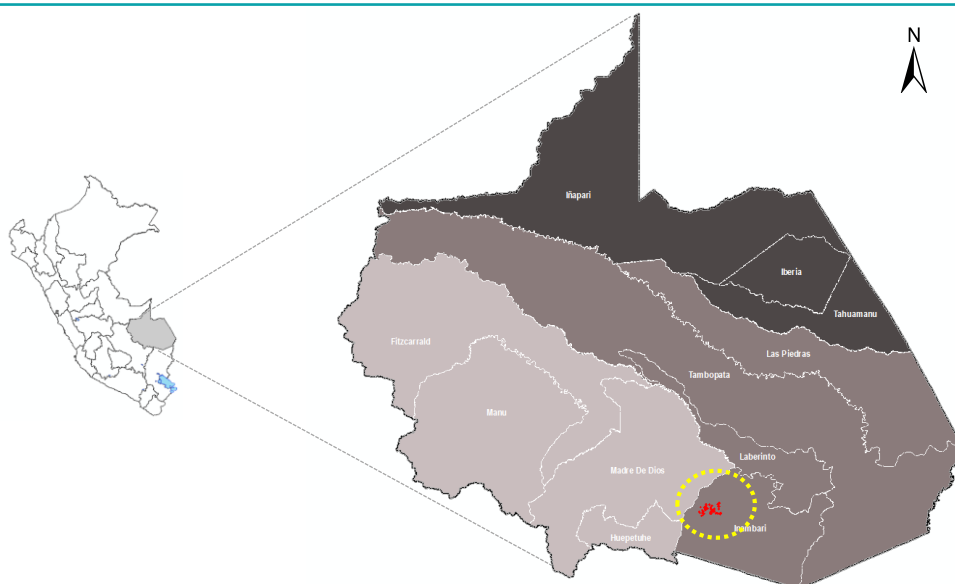 N
Iñapari
Iberia
Tahuamanu
Fitzcarrald
Las Piedras
Tambopata
Manu
Laberinto
Madre De Dios
Inambari
Huepetuhe